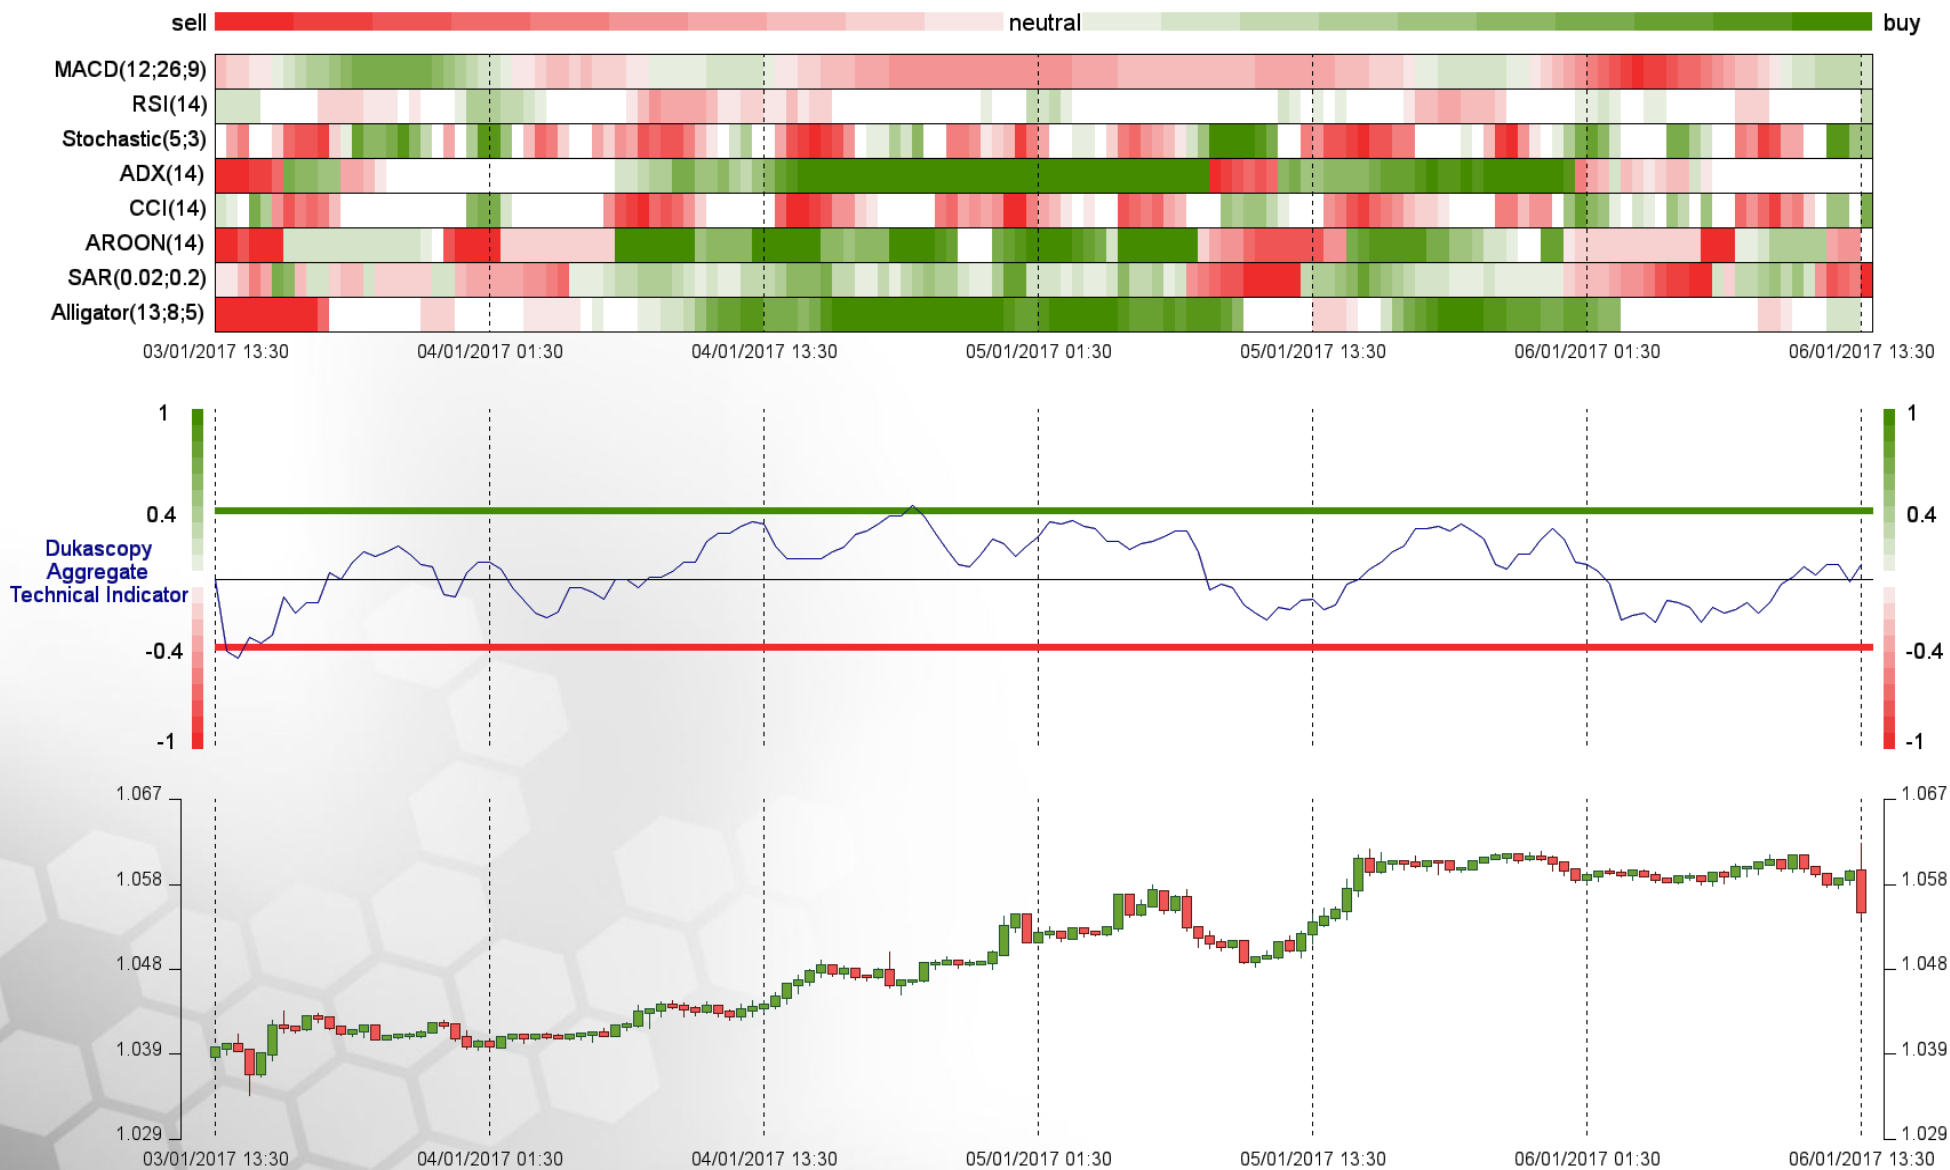 sell neutral buy
MACD(12;26;9)
RSI(14)
Stochastic(5;3)
ADX(14)
CCI(14)
AROON(14)
SAR(0.02;0.2)
Alligator(13;8;5)
03/01/2017 13:30 04/01/2017 01:30 04/01/2017 13:30 05/01/2017 01:30 05/01/2017 13:30 06/01/2017 01:30 06/01/2017 13:30
1 1
0.4 0.4
Dukascopy
Aggregate
Technical Indicator
-0.4 -0.4
-1 -1
1.067 1.067
1.058 1.058
1.048 1.048
1.039 1.039
1.029 1.029
03/01/2017 13:30 04/01/2017 01:30 04/01/2017 13:30 05/01/2017 01:30 05/01/2017 13:30 06/01/2017 01:30 06/01/2017 13:30